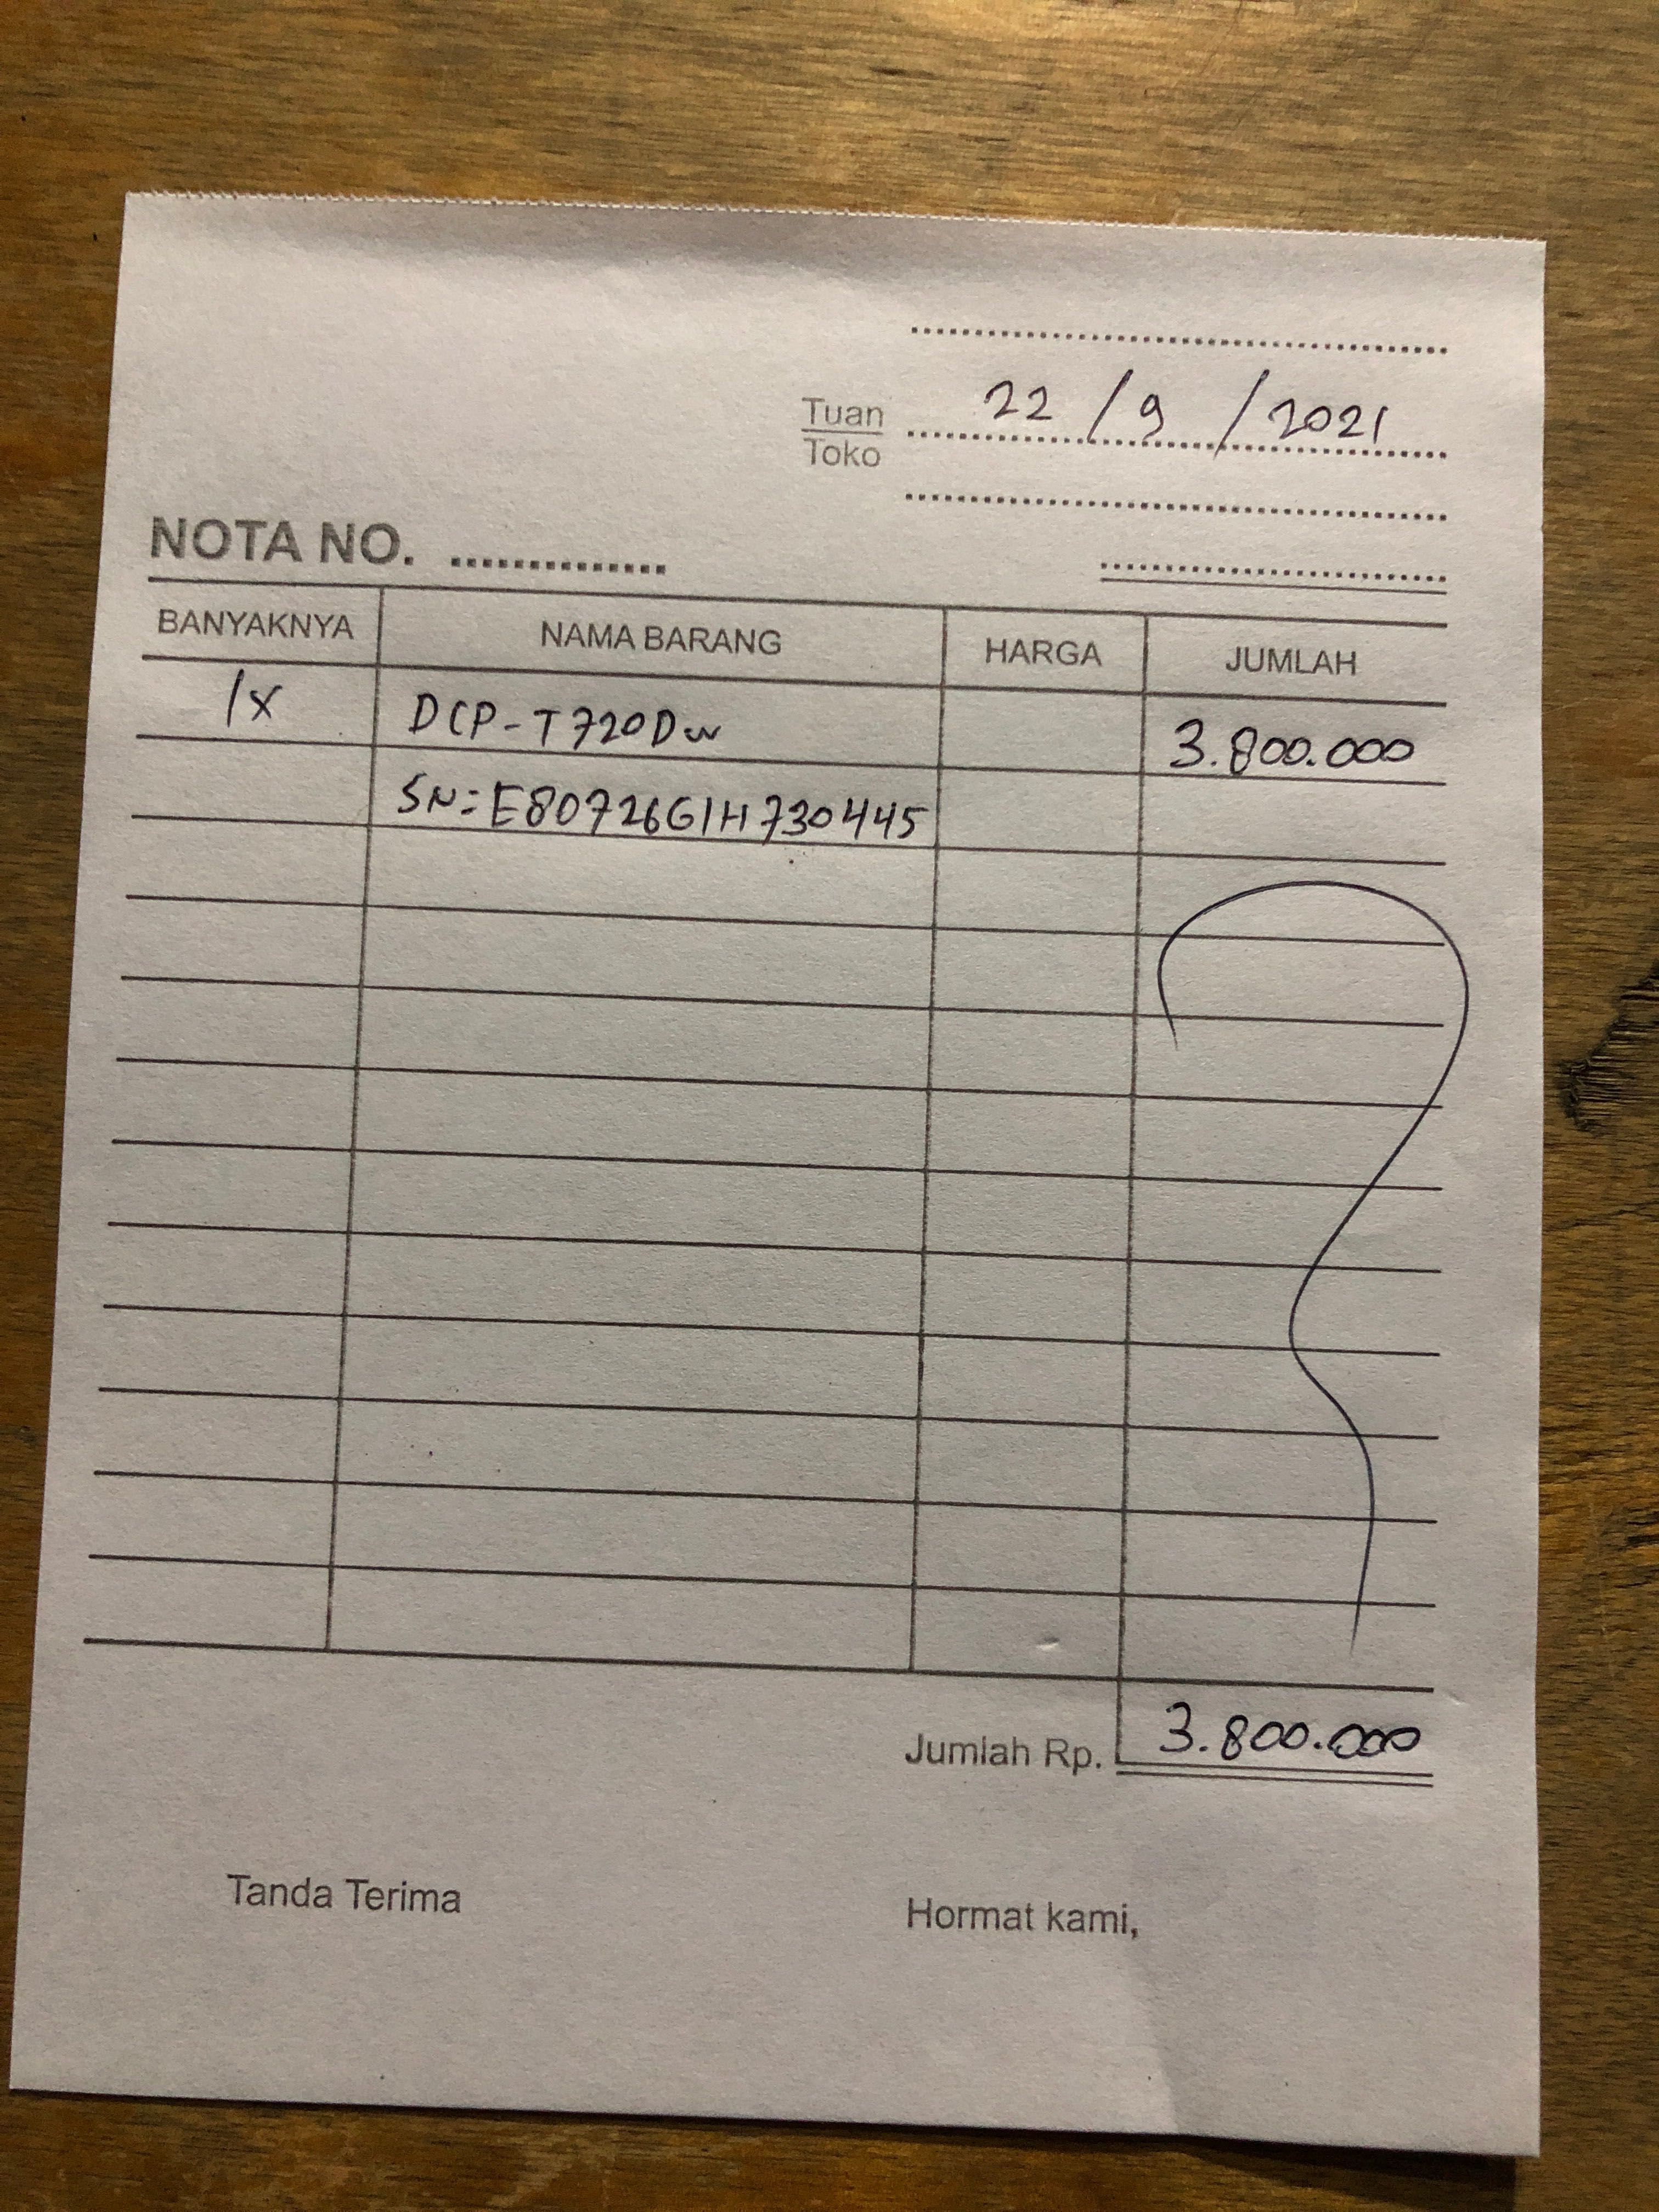 22/9/2021
Tuan
Toko
NOTA NO. ..............
BANYAKNYA NAMA BARANG HARGA JUMLAH
1x DCP-T720DW 3.800.000
SN: E80726G1H730445
Jumlah Rp. 3.800.000
Tanda Terima Hormat kami,